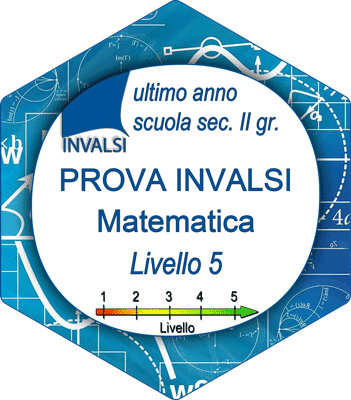 ultimo anno
scuola sec. II gr.
INVALSI
PROVA INVALSI
Matematica
Livello 5
1 2 3 4 5
Livello